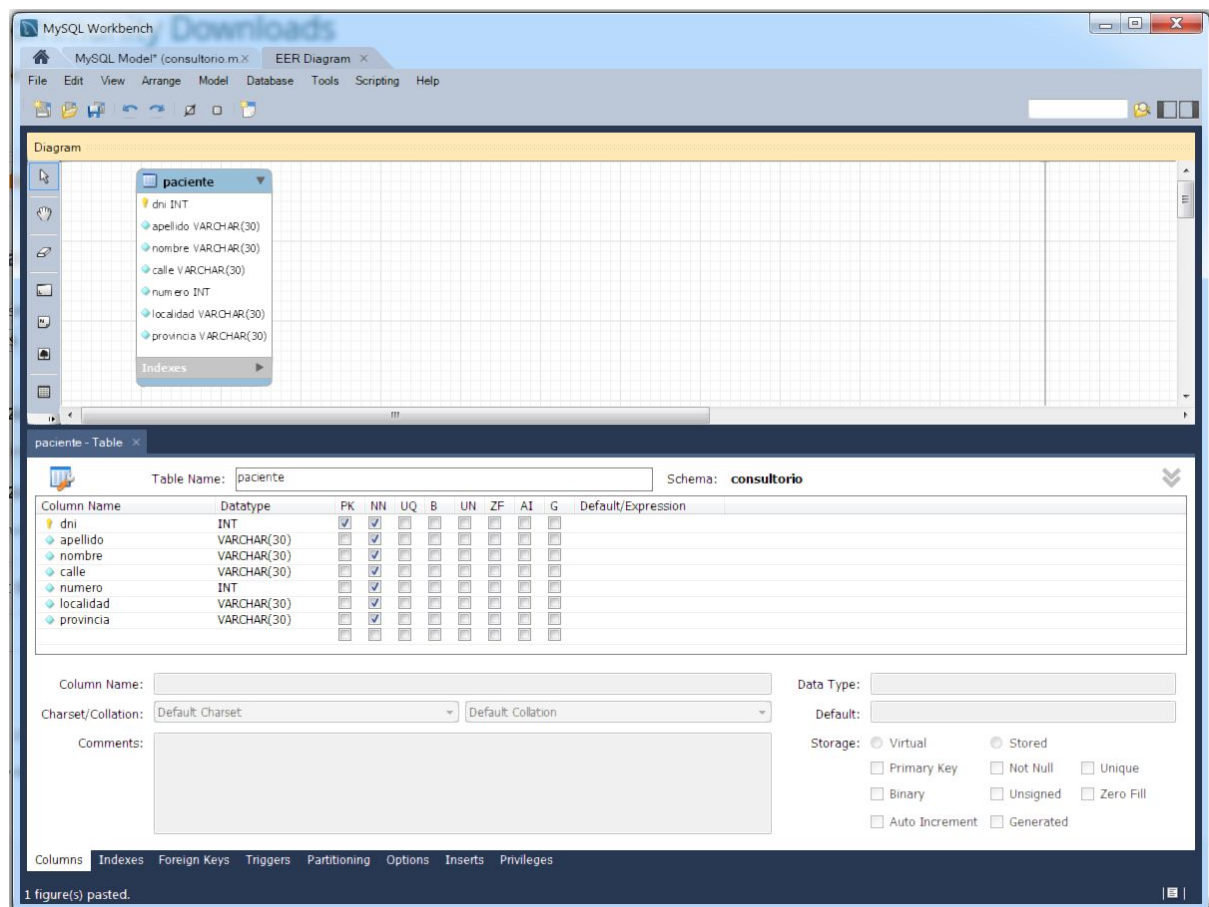 MySQL Workbench
Downloads
MySQL Model* (consultorio.m.× EER Diagram ×
File Edit View Arrange Model Database Tools Scripting Help
Diagram
paciente
dni INT
apellido VARCHAR(30)
nombre VARCHAR(30)
calle VARCHAR(30)
numero INT
localidad VARCHAR(30)
provincia VARCHAR(30)
Indexes
paciente - Table ×
Table Name: paciente Schema: consultorio
Column Name Datatype PK NN UQ B UN ZF AI G Default/Expression
dni INT
apellido VARCHAR(30)
nombre VARCHAR(30)
calle VARCHAR(30)
numero INT
localidad VARCHAR(30)
provincia VARCHAR(30)
Column Name: Data Type:
Charset/Collation: Default Charset Default Collation Default:
Comments: Storage: Virtual Stored
Primary Key Not Null Unique
Binary Unsigned Zero Fill
Auto Increment Generated
Columns Indexes Foreign Keys Triggers Partitioning Options Inserts Privileges
1 figure(s) pasted.